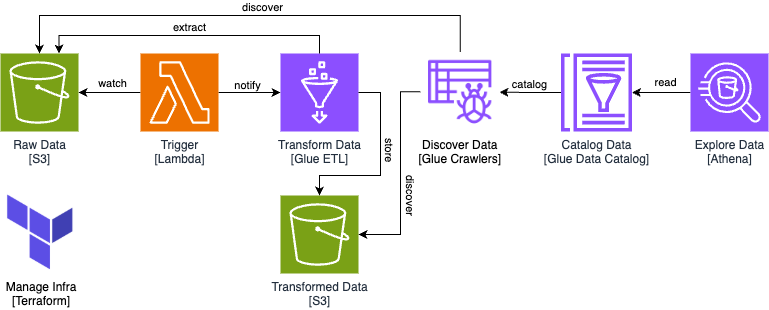 discover
extract
watch
notify
catalog
read
Raw Data
[S3]
Trigger
[Lambda]
Transform Data
[Glue ETL]
Discover Data
[Glue Crawlers]
Catalog Data
[Glue Data Catalog]
Explore Data
[Athena]
store
discover
Manage Infra
[Terraform]
Transformed Data
[S3]